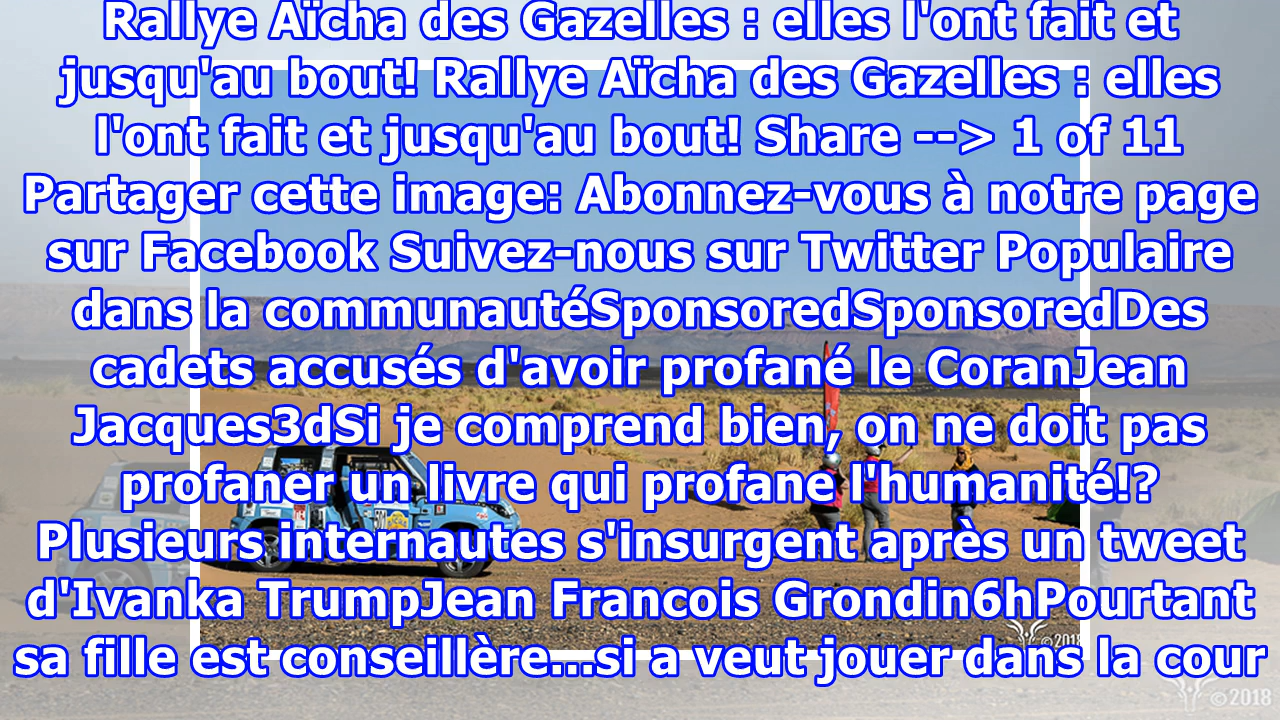 Rallye Aïcha des Gazelles : elles l'ont fait et
jusqu'au bout! Rallye Aïcha des Gazelles : elles
l'ont fait et jusqu'au bout! Share --> 1 of 11
Partager cette image: Abonnez-vous à notre page
sur Facebook Suivez-nous sur Twitter Populaire
dans la communautéSponsoredSponsoredDes
cadets accusés d'avoir profané le CoranJean
Jacques3dSi je comprend bien, on ne doit pas
profaner un livre qui profane l'humanité!?
Plusieurs internautes s'insurgent après un tweet
d'Ivanka TrumpJean Francois Grondin6hPourtant
sa fille est conseillère...si a veut jouer dans la cour
©2018
©2018